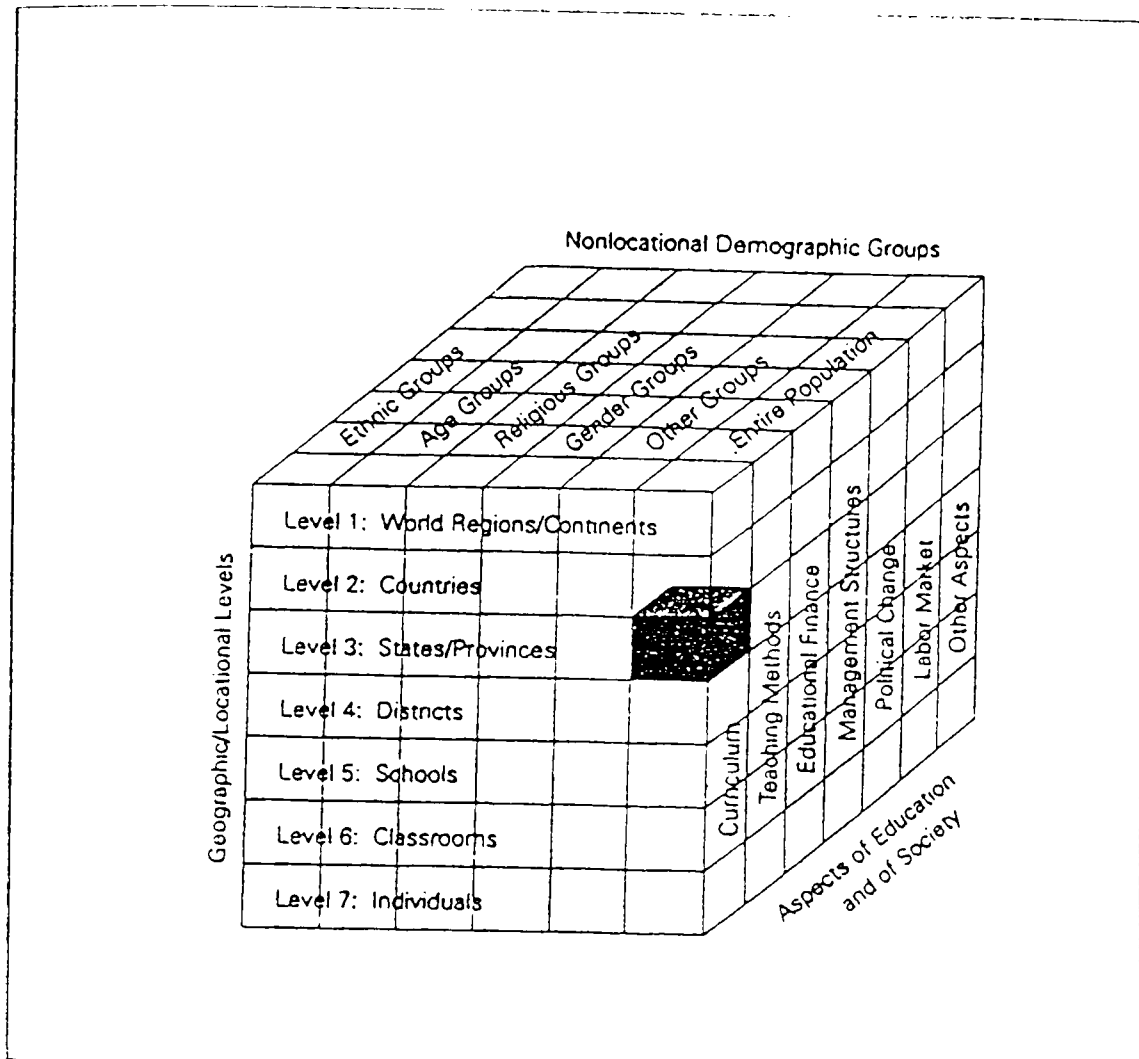 Nonlocational Demographic Groups
Ethnic Groups
Age Groups
Religious Groups
Gender Groups
Other Groups
Entire Population
Geographic/Locational Levels
Level 1: World Regions/Continents
Level 2: Countries
Level 3: States/Provinces
Level 4: Districts
Level 5: Schools
Level 6: Classrooms
Level 7: Individuals
Curriculum
Teaching Methods
Educational Finance
Management Structures
Political Change
Labor Market
Other Aspects
Aspects of Education
and of Society